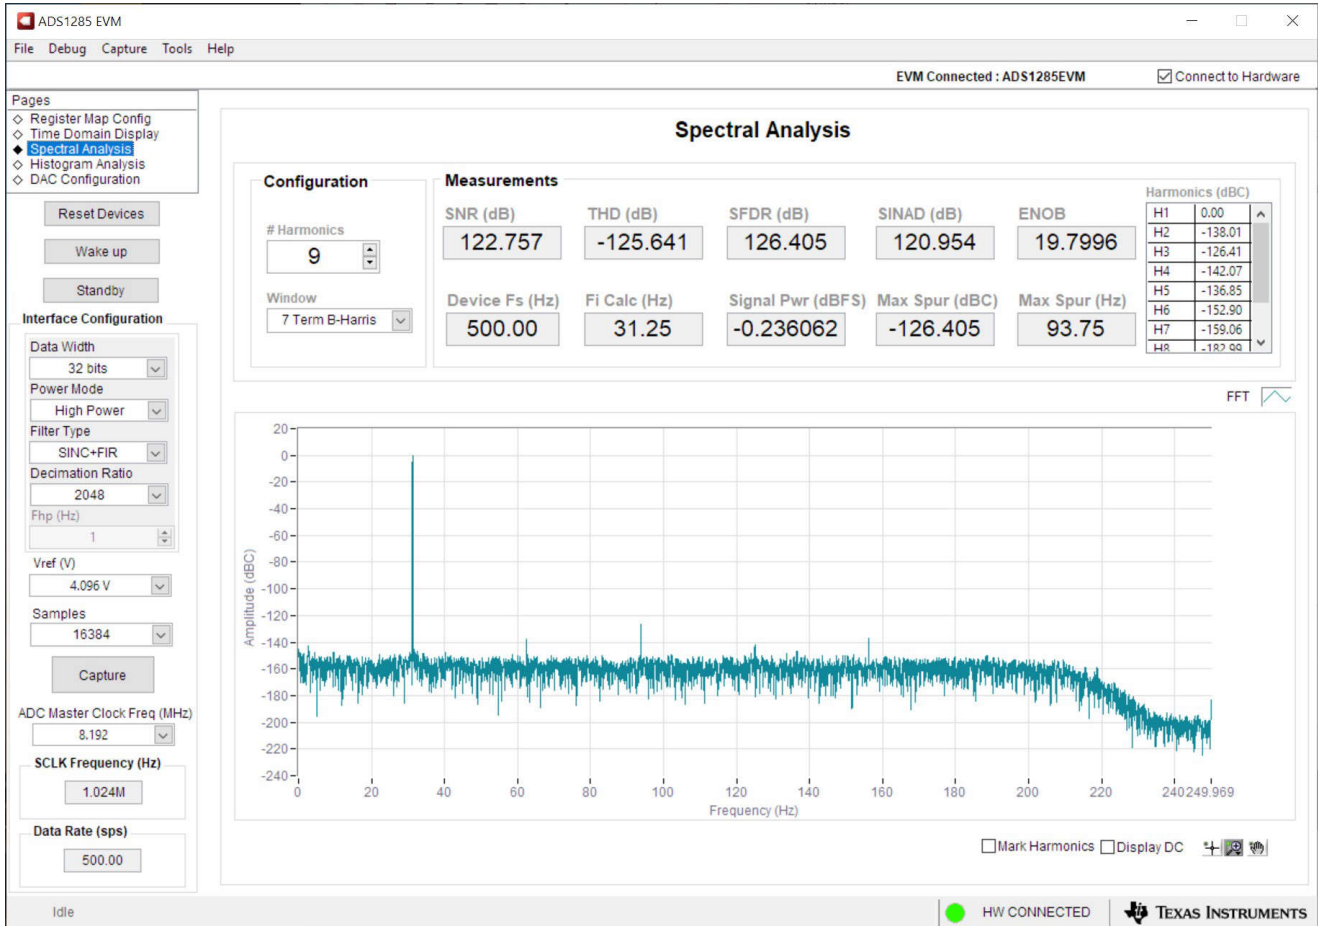 ADS1285 EVM
File Debug Capture Tools Help
EVM Connected : ADS1285EVM
Connect to Hardware
Pages
Register Map Config
Time Domain Display
Spectral Analysis
Histogram Analysis
DAC Configuration
Reset Devices
Wake up
Standby
Interface Configuration
Data Width
32 bits
Power Mode
High Power
Filter Type
SINC+FIR
Decimation Ratio
2048
Fhp (Hz)
1
Vref (V)
4.096 V
Samples
16384
Capture
ADC Master Clock Freq (MHz)
8.192
SCLK Frequency (Hz)
1.024M
Data Rate (sps)
500.00
Spectral Analysis
Configuration
# Harmonics
9
Window
7 Term B-Harris
Measurements
SNR (dB) THD (dB) SFDR (dB) SINAD (dB) ENOB
122.757 -125.641 126.405 120.954 19.7996
Device Fs (Hz) Fi Calc (Hz) Signal Pwr (dBFS) Max Spur (dBC) Max Spur (Hz)
500.00 31.25 -0.236062 -126.405 93.75
Harmonics (dBC)
H1 0.00
H2 -138.01
H3 -126.41
H4 -142.07
H5 -136.85
H6 -152.90
H7 -159.06
H8 -182.99
FFT
20
0
-20
-40
-60
-80
-100
-120
-140
-160
-180
-200
-220
-240
Amplitude (dBC)
0 20 40 60 80 100 120 140 160 180 200 220 240 249.969
Frequency (Hz)
Mark Harmonics Display DC
Idle
HW CONNECTED
TEXAS INSTRUMENTS